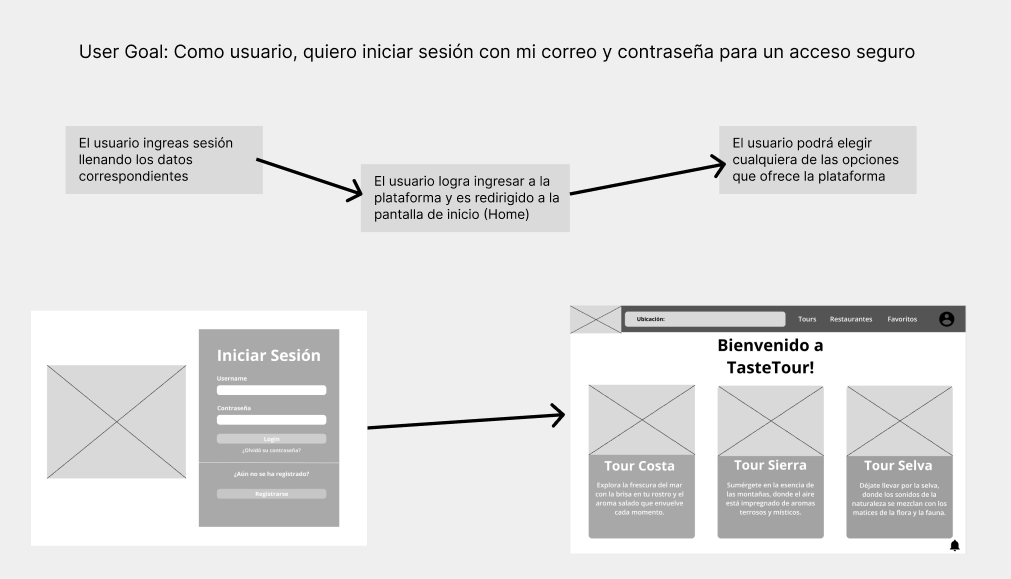 User Goal: Como usuario, quiero iniciar sesión con mi correo y contraseña para un acceso seguro
El usuario ingreas sesión
llenando los datos
correspondientes
El usuario logra ingresar a la
plataforma y es redirigido a la
pantalla de inicio (Home)
El usuario podrá elegir
cualquiera de las opciones
que ofrece la plataforma
Iniciar Sesión
Username
Contraseña
Login
¿Olvidó su contraseña?
¿Aún no se ha registrado?
Registrarse
Ubicación:
Tours
Restaurantes
Favoritos
Bienvenido a
TasteTour!
Tour Costa
Explora la frescura del mar
con la brisa en tu rostro y el
aroma salado que envuelve
cada momento.
Tour Sierra
Sumérgete en la esencia de
las montañas, donde el aire
está impregnado de aromas
terrosos y místicos.
Tour Selva
Déjate llevar por la selva,
donde los sonidos de la
naturaleza se mezclan con los
matices de la flora y la fauna.